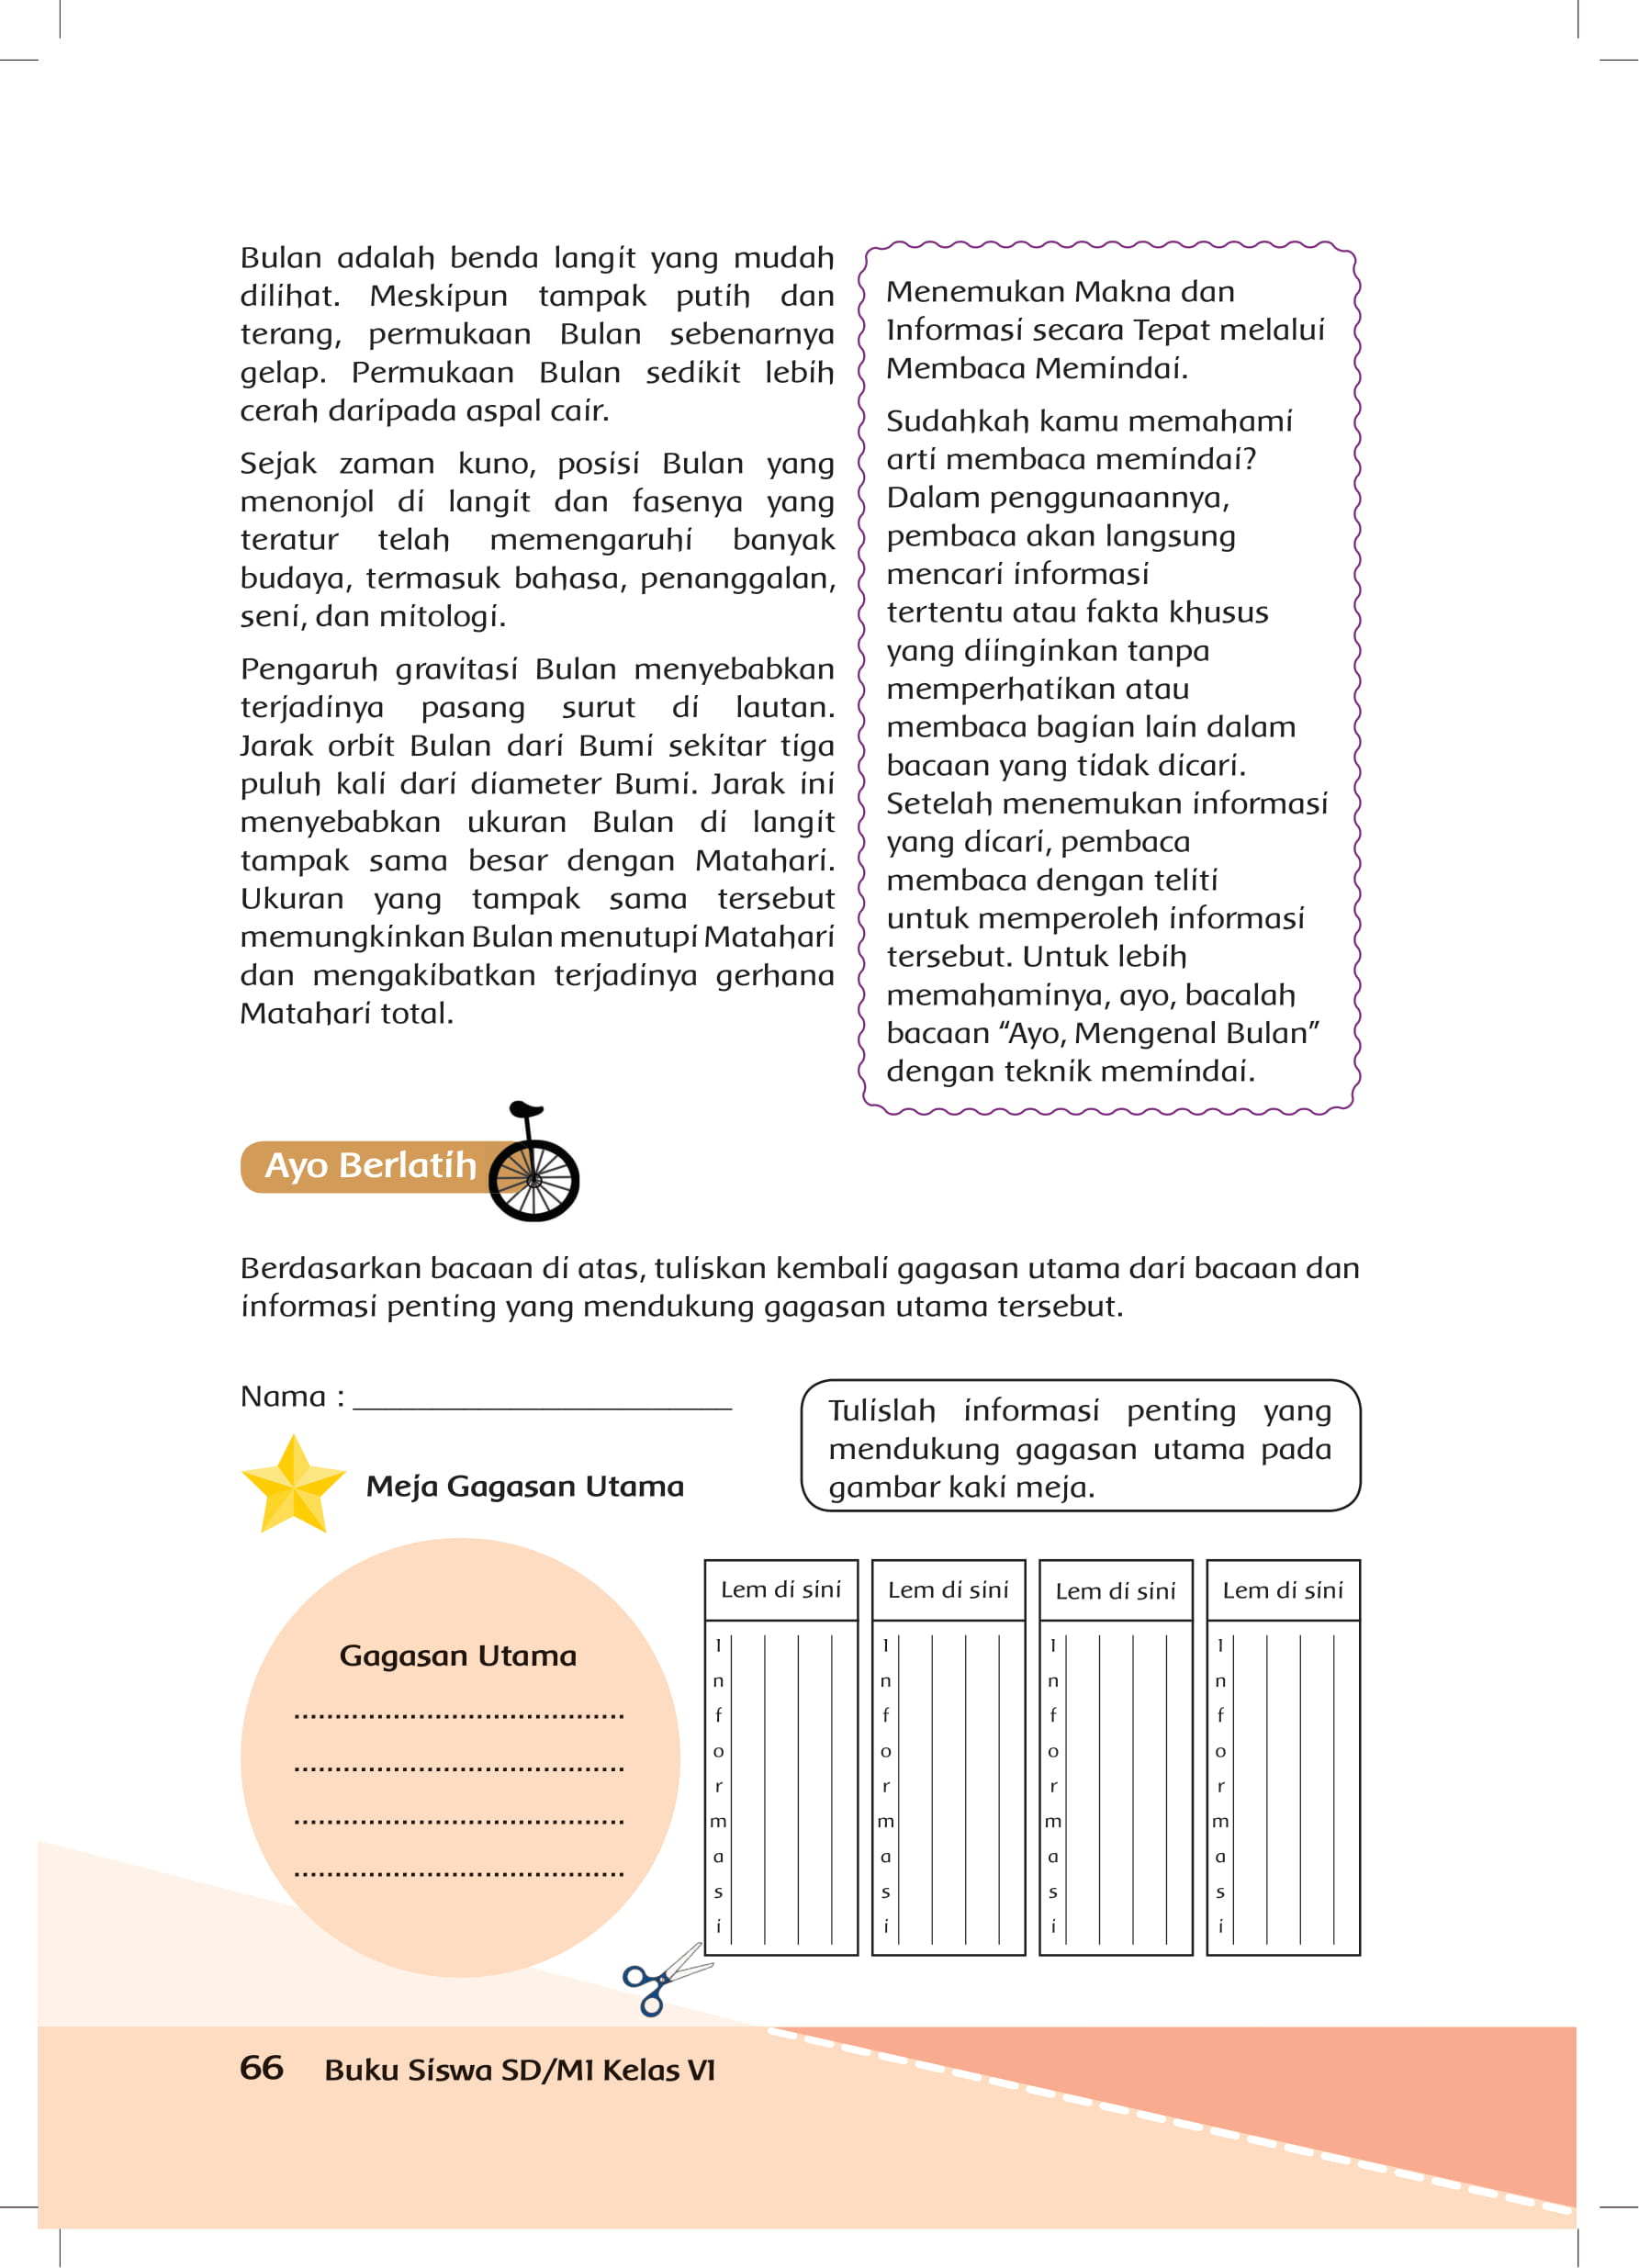 Bulan adalah benda langit yang mudah
dilihat. Meskipun tampak putih dan
terang, permukaan Bulan sebenarnya
gelap. Permukaan Bulan sedikit lebih
cerah daripada aspal cair.
Sejak zaman kuno, posisi Bulan yang
menonjol di langit dan fasenya yang
teratur telah memengaruhi banyak
budaya, termasuk bahasa, penanggalan,
seni, dan mitologi.
Pengaruh gravitasi Bulan menyebabkan
terjadinya pasang surut di lautan.
Jarak orbit Bulan dari Bumi sekitar tiga
puluh kali dari diameter Bumi. Jarak ini
menyebabkan ukuran Bulan di langit
tampak sama besar dengan Matahari.
Ukuran yang tampak sama tersebut
memungkinkan Bulan menutupi Matahari
dan mengakibatkan terjadinya gerhana
Matahari total.
Menemukan Makna dan
Informasi secara Tepat melalui
Membaca Memindai.
Sudahkah kamu memahami
arti membaca memindai?
Dalam penggunaannya,
pembaca akan langsung
mencari informasi
tertentu atau fakta khusus
yang diinginkan tanpa
memperhatikan atau
membaca bagian lain dalam
bacaan yang tidak dicari.
Setelah menemukan informasi
yang dicari, pembaca
membaca dengan teliti
untuk memperoleh informasi
tersebut. Untuk lebih
memahaminya, ayo, bacalah
bacaan “Ayo, Mengenal Bulan”
dengan teknik memindai.
Ayo Berlatih
Berdasarkan bacaan di atas, tuliskan kembali gagasan utama dari bacaan dan
informasi penting yang mendukung gagasan utama tersebut.
Nama : ________________________
Tulislah informasi penting yang
mendukung gagasan utama pada
gambar kaki meja.
Meja Gagasan Utama
Gagasan Utama
........................................
........................................
........................................
........................................
Lem di sini
Informasi
Lem di sini
Informasi
Lem di sini
Informasi
Lem di sini
Informasi
66 Buku Siswa SD/MI Kelas VI